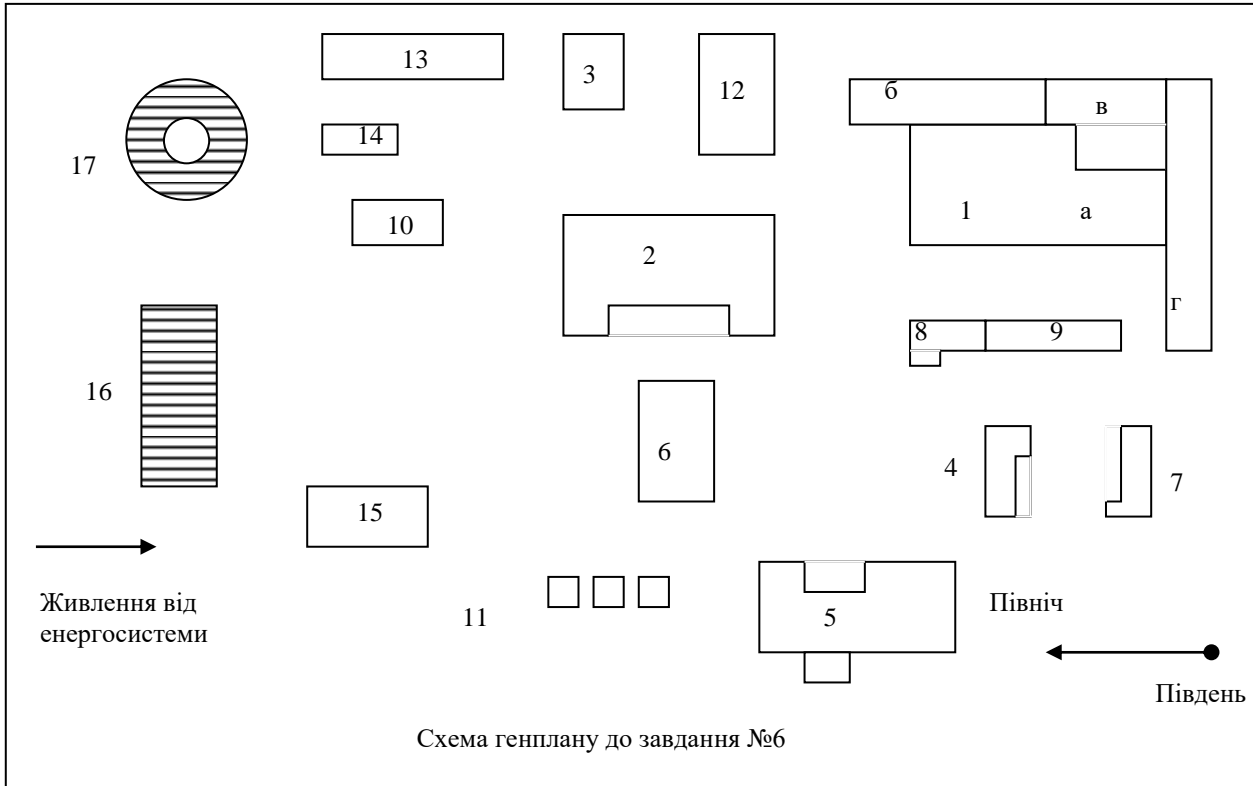 13
3
12
б
в
14
17
10
1
а
2
г
8
9
16
6
4
7
15
Живлення від
енергосистеми
11
5
Північ
Південь
Схема генплану до завдання №6